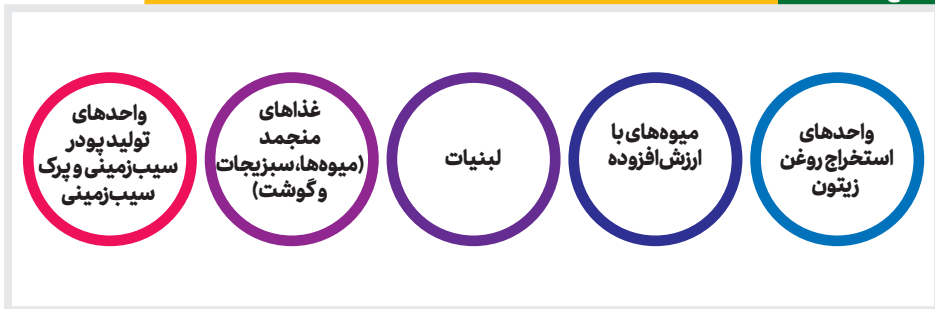 واحدهای
استخراج روغن
زیتون
میوه‌های با
ارزش افزوده
لبنیات
غذاهای
منجمد
(میوه‌ها، سبزیجات
و گوشت)
واحدهای
تولید پودر
سیب‌زمینی و پرک
سیب‌زمینی